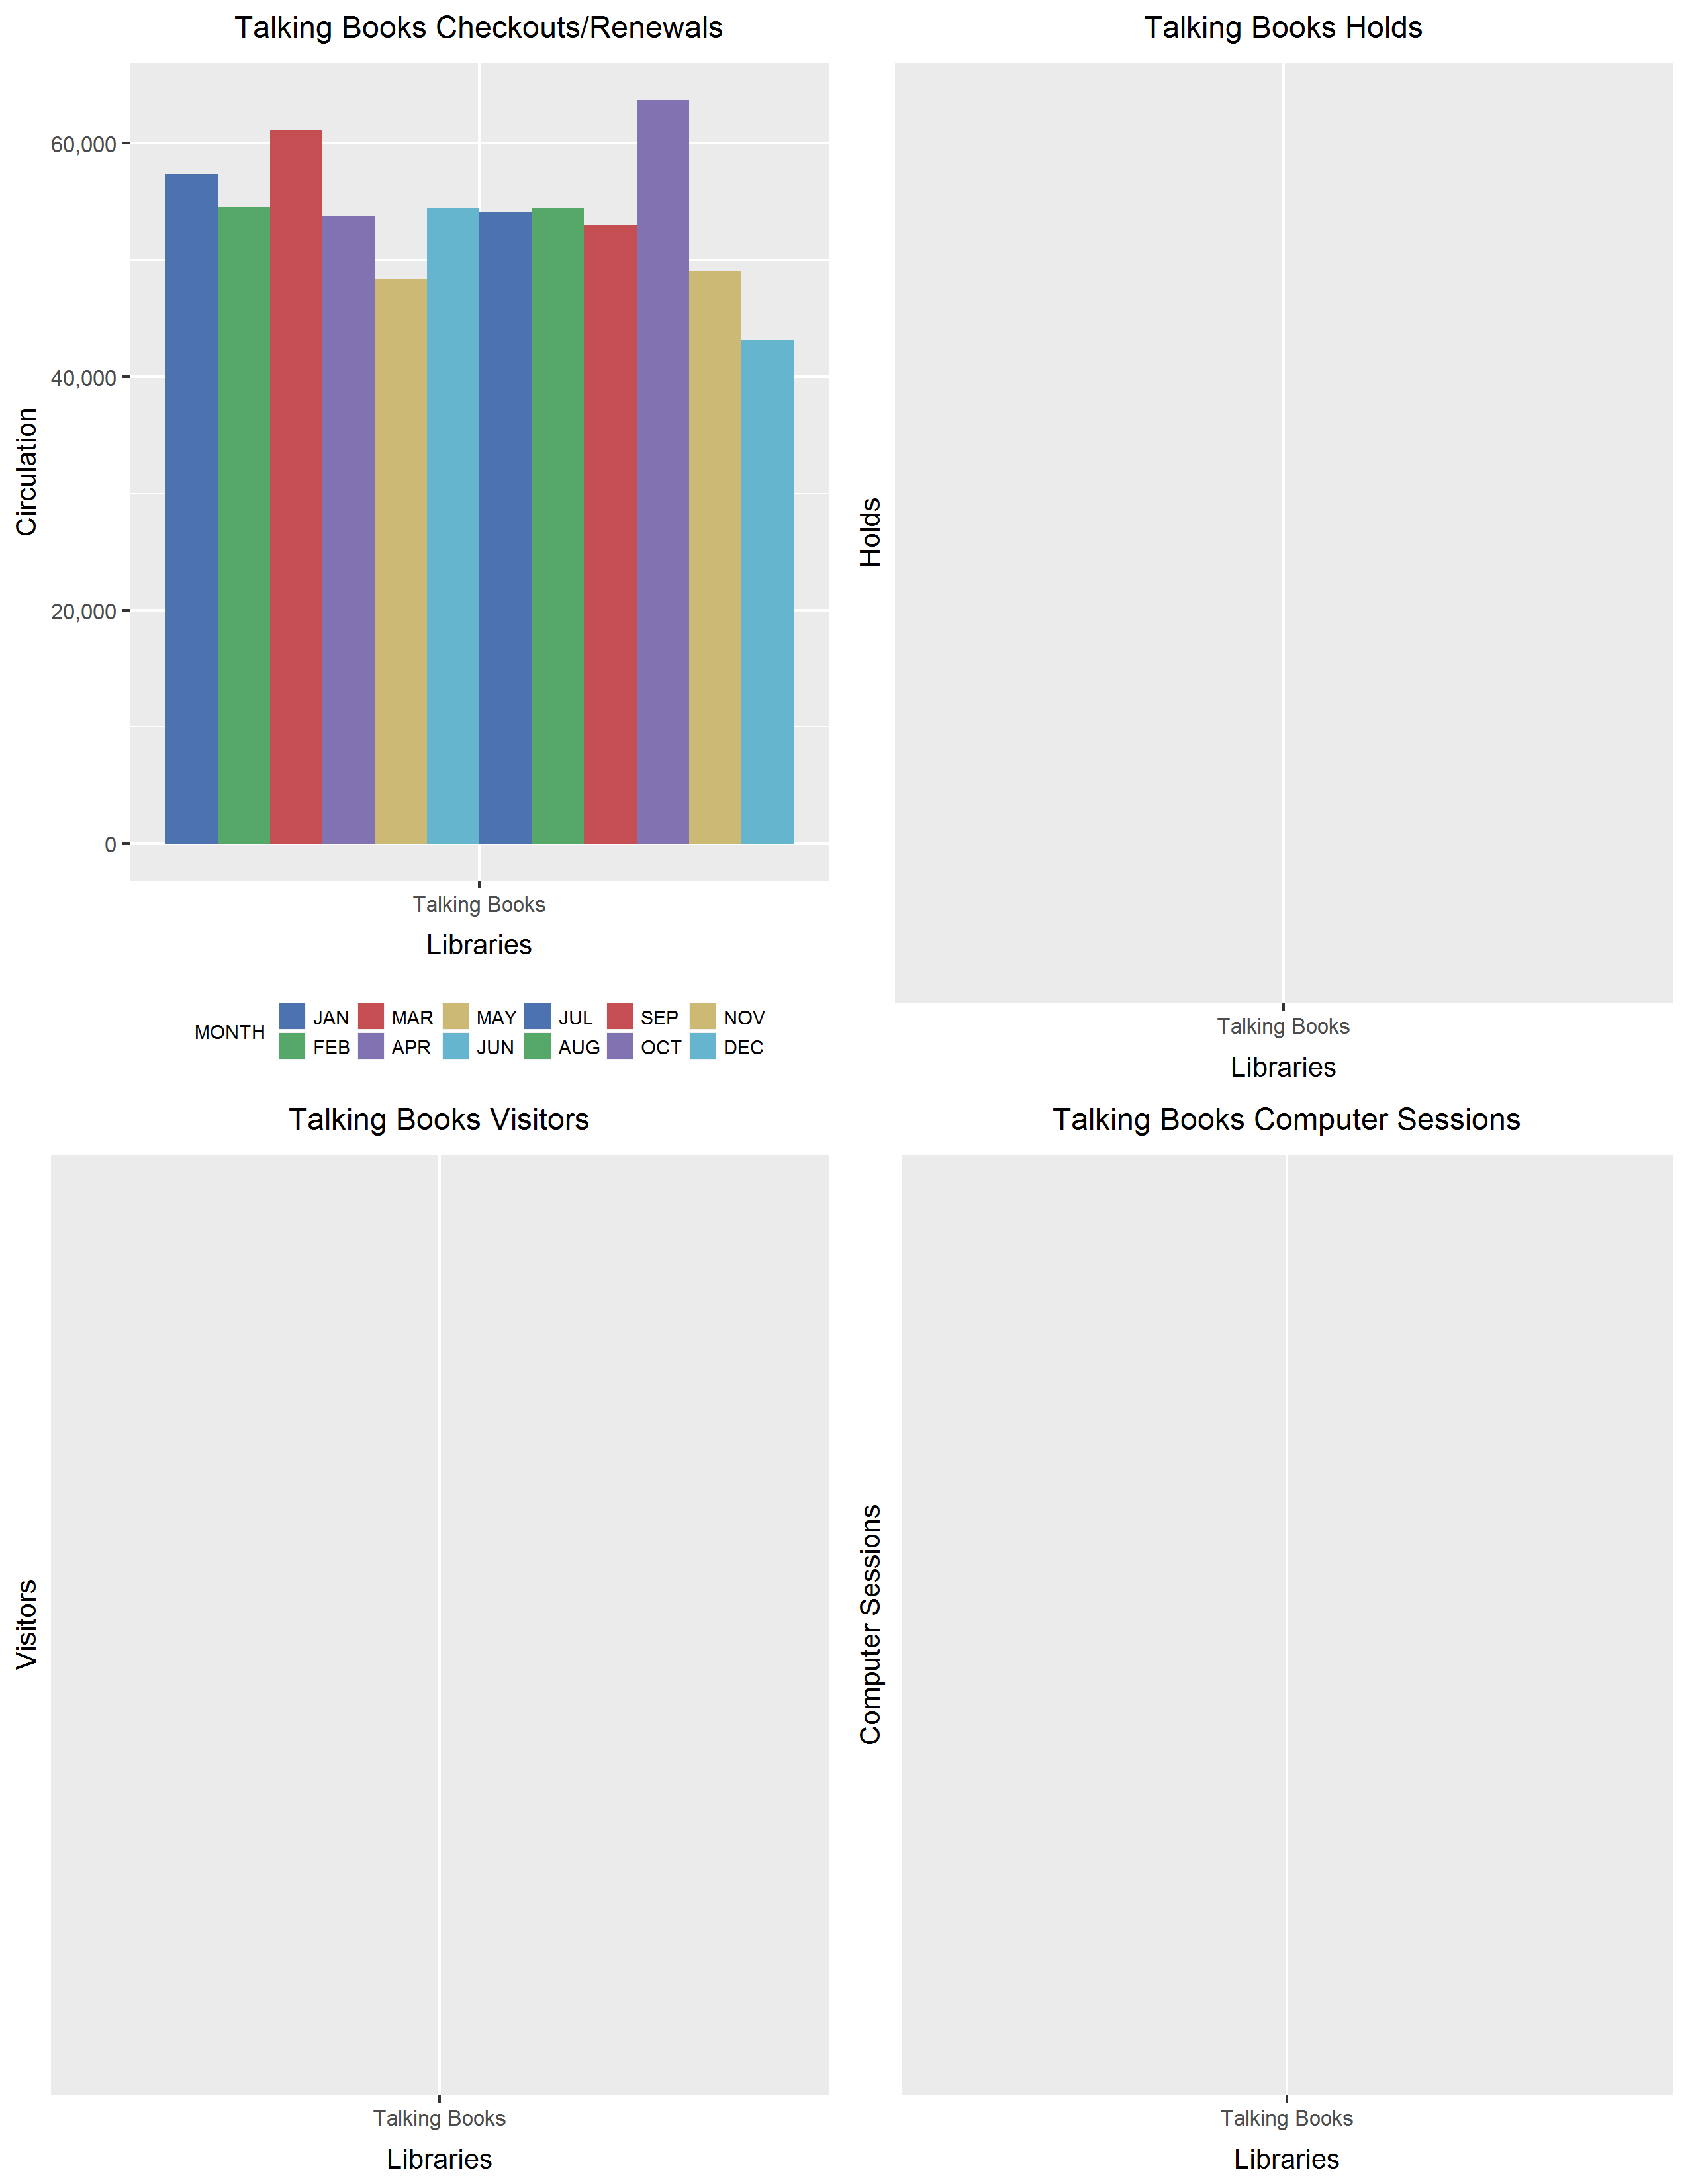 Talking Books Checkouts/Renewals
Circulation
60,000
40,000
20,000
0
Talking Books
Libraries
MONTH
JAN MAR MAY JUL SEP NOV
FEB APR JUN AUG OCT DEC
Talking Books Holds
Holds
Talking Books
Libraries
Talking Books Visitors
Visitors
Talking Books
Libraries
Talking Books Computer Sessions
Computer Sessions
Talking Books
Libraries